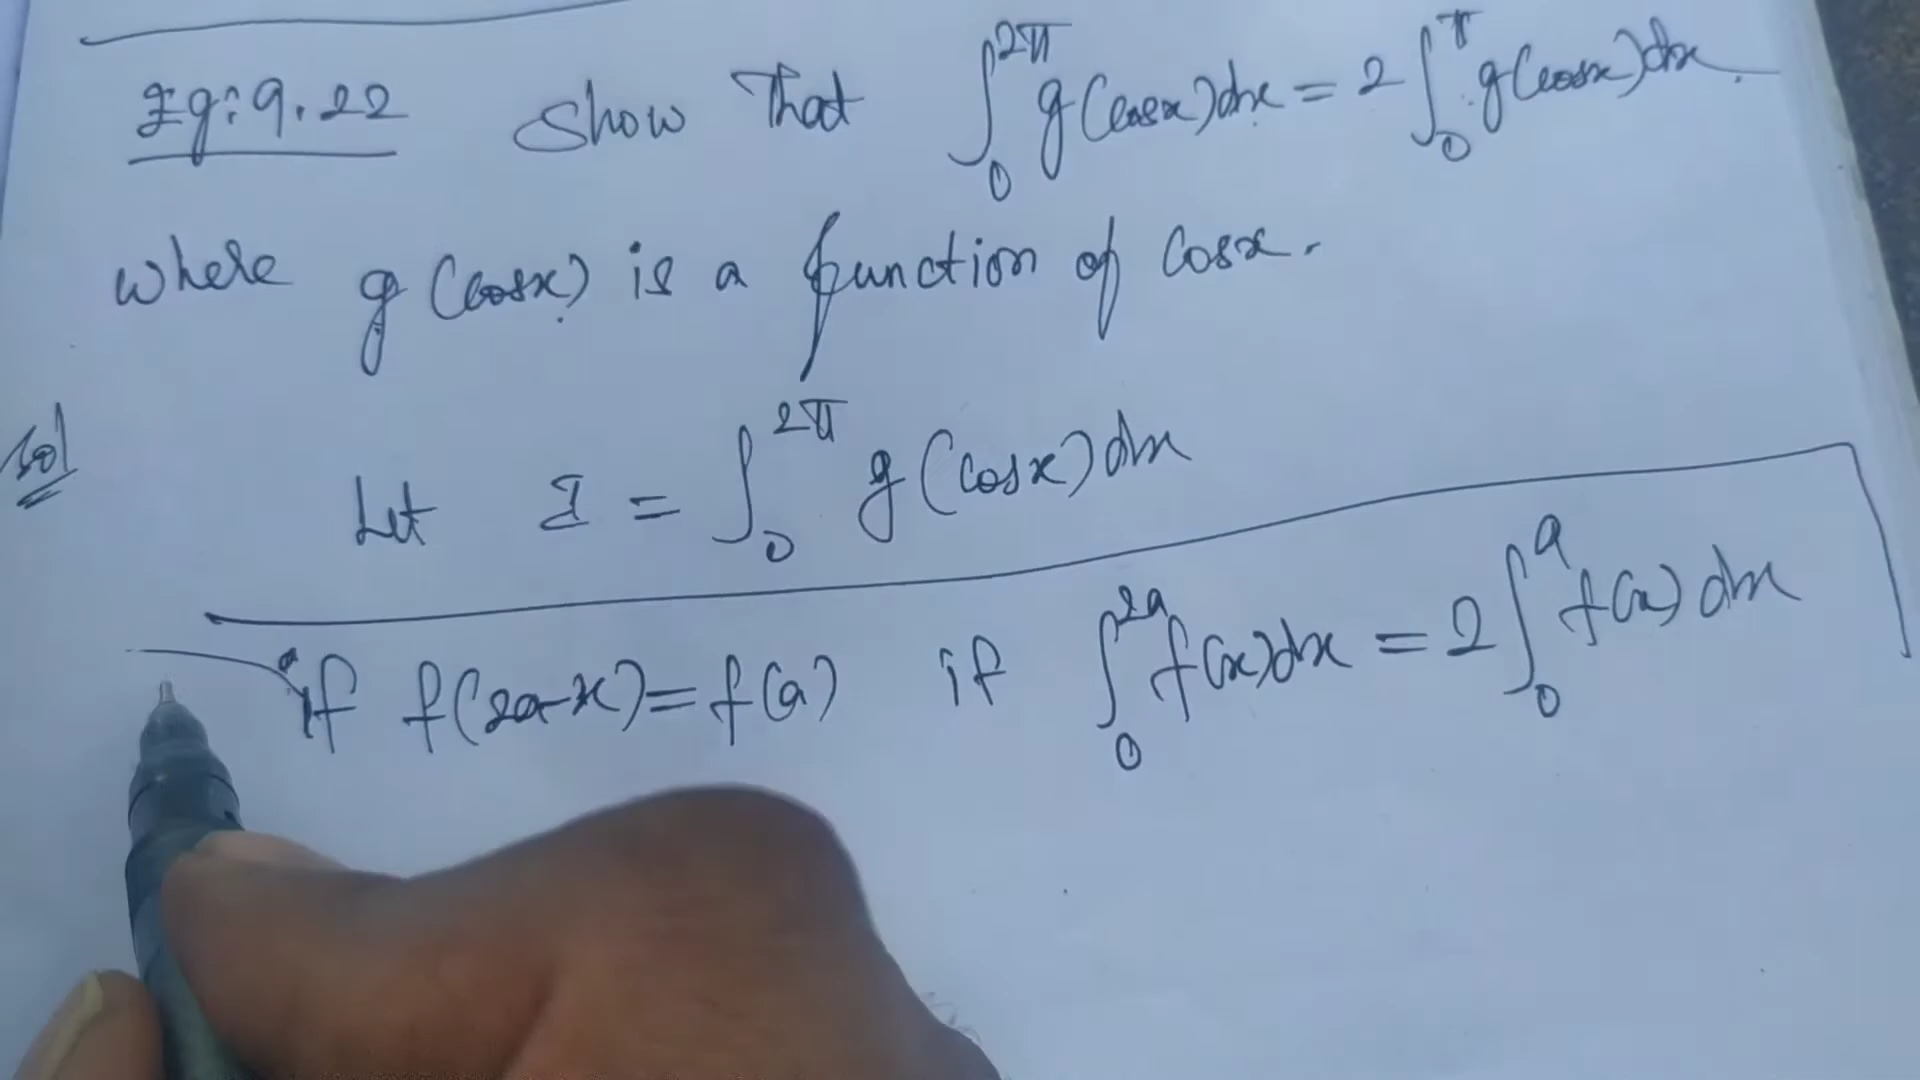 Eg: 9.22 Show That ∫₀^2π g(cosx)dx = 2 ∫₀^π g(cosx)dx.
where g(cosx) is a function of cosx.
Sol
Let I = ∫₀^2π g(cosx)dx
if f(2a-x)=f(a) if ∫₀^2a f(x)dx = 2 ∫₀^a f(x) dx